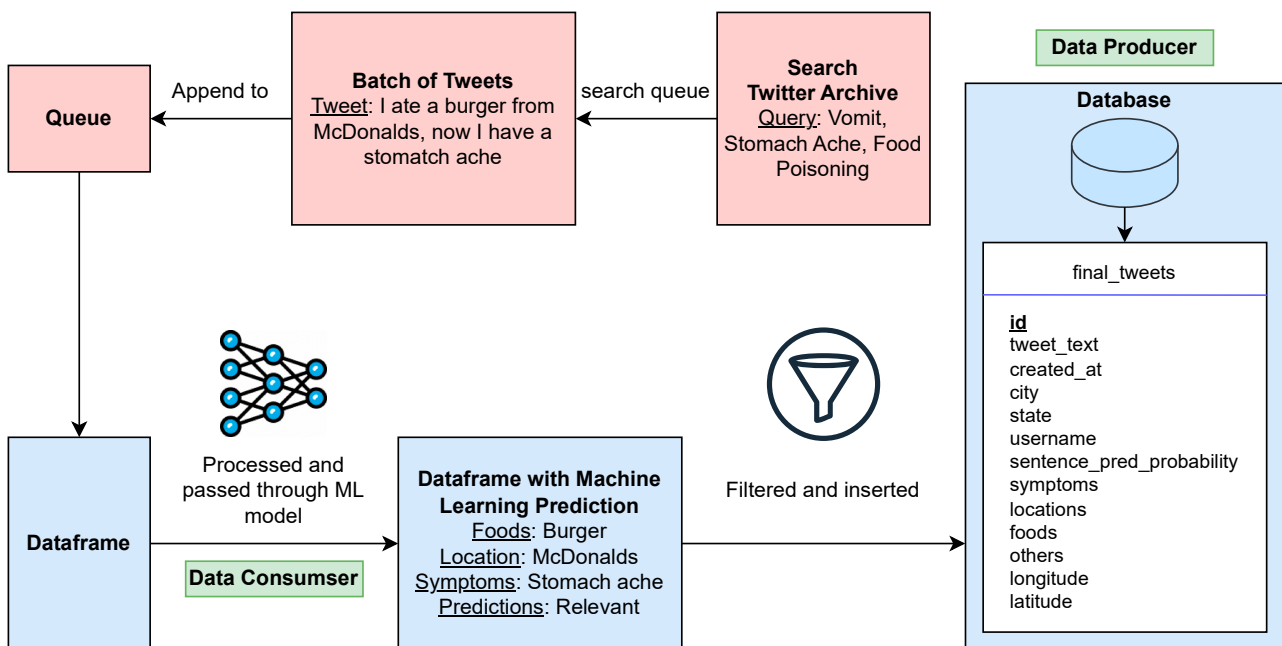 Data Producer
Search
Twitter Archive
Query: Vomit,
Stomach Ache, Food
Poisoning
search queue
Batch of Tweets
Tweet: I ate a burger from
McDonalds, now I have a
stomatch ache
Append to
Queue
Database
final_tweets
id
tweet_text
created_at
city
state
username
sentence_pred_probability
symptoms
locations
foods
others
longitude
latitude
Dataframe
Processed and
passed through ML
model
Data Consumser
Dataframe with Machine
Learning Prediction
Foods: Burger
Location: McDonalds
Symptoms: Stomach ache
Predictions: Relevant
Filtered and inserted